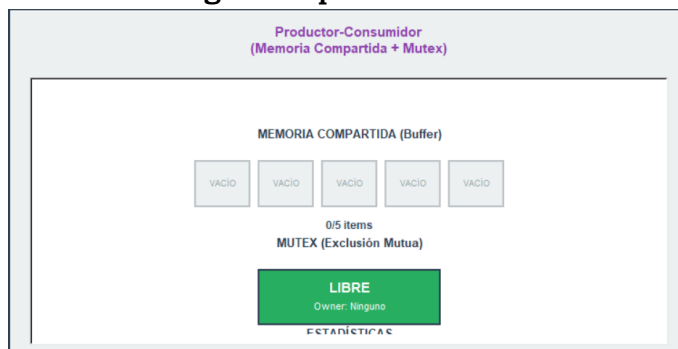 Productor-Consumidor
(Memoria Compartida + Mutex)
MEMORIA COMPARTIDA (Buffer)
VACÍO VACÍO VACÍO VACÍO VACÍO
0/5 items
MUTEX (Exclusión Mutua)
LIBRE
Owner: Ninguno
ESTADÍSTICAS